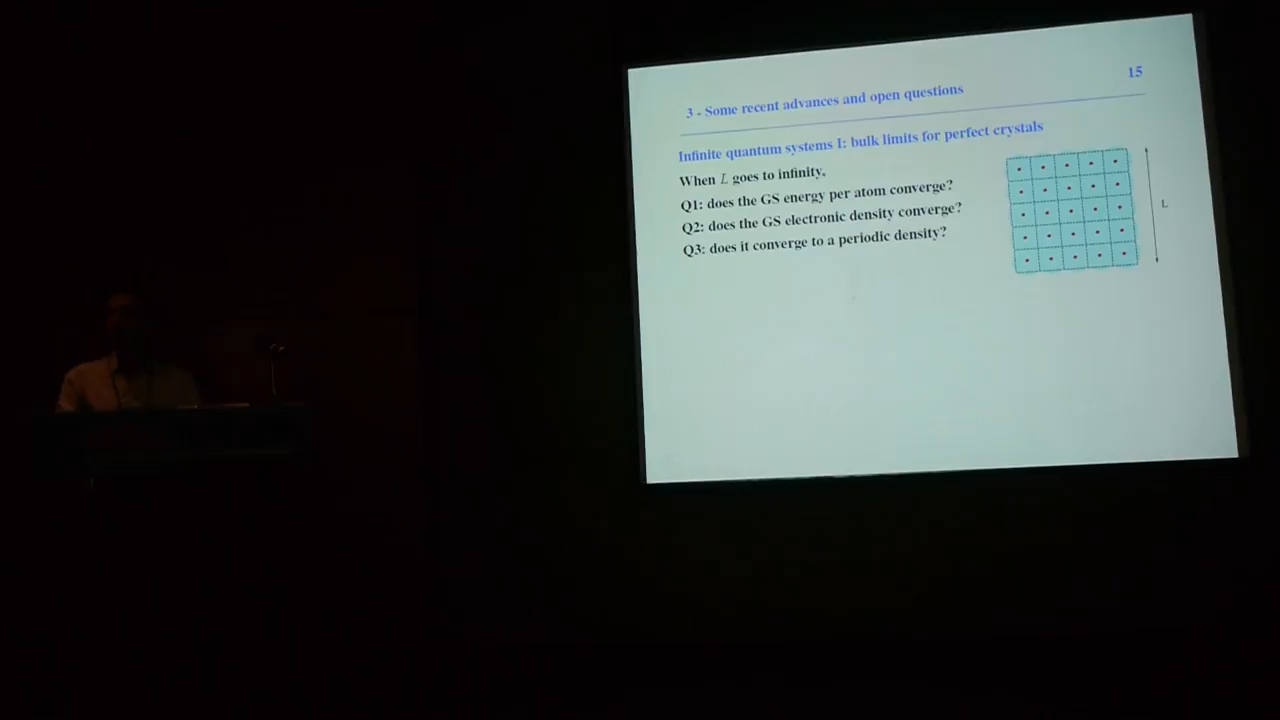 15
3 - Some recent advances and open questions
Infinite quantum systems I: bulk limits for perfect crystals
When L goes to infinity,
Q1: does the GS energy per atom converge?
Q2: does the GS electronic density converge?
Q3: does it converge to a periodic density?
L